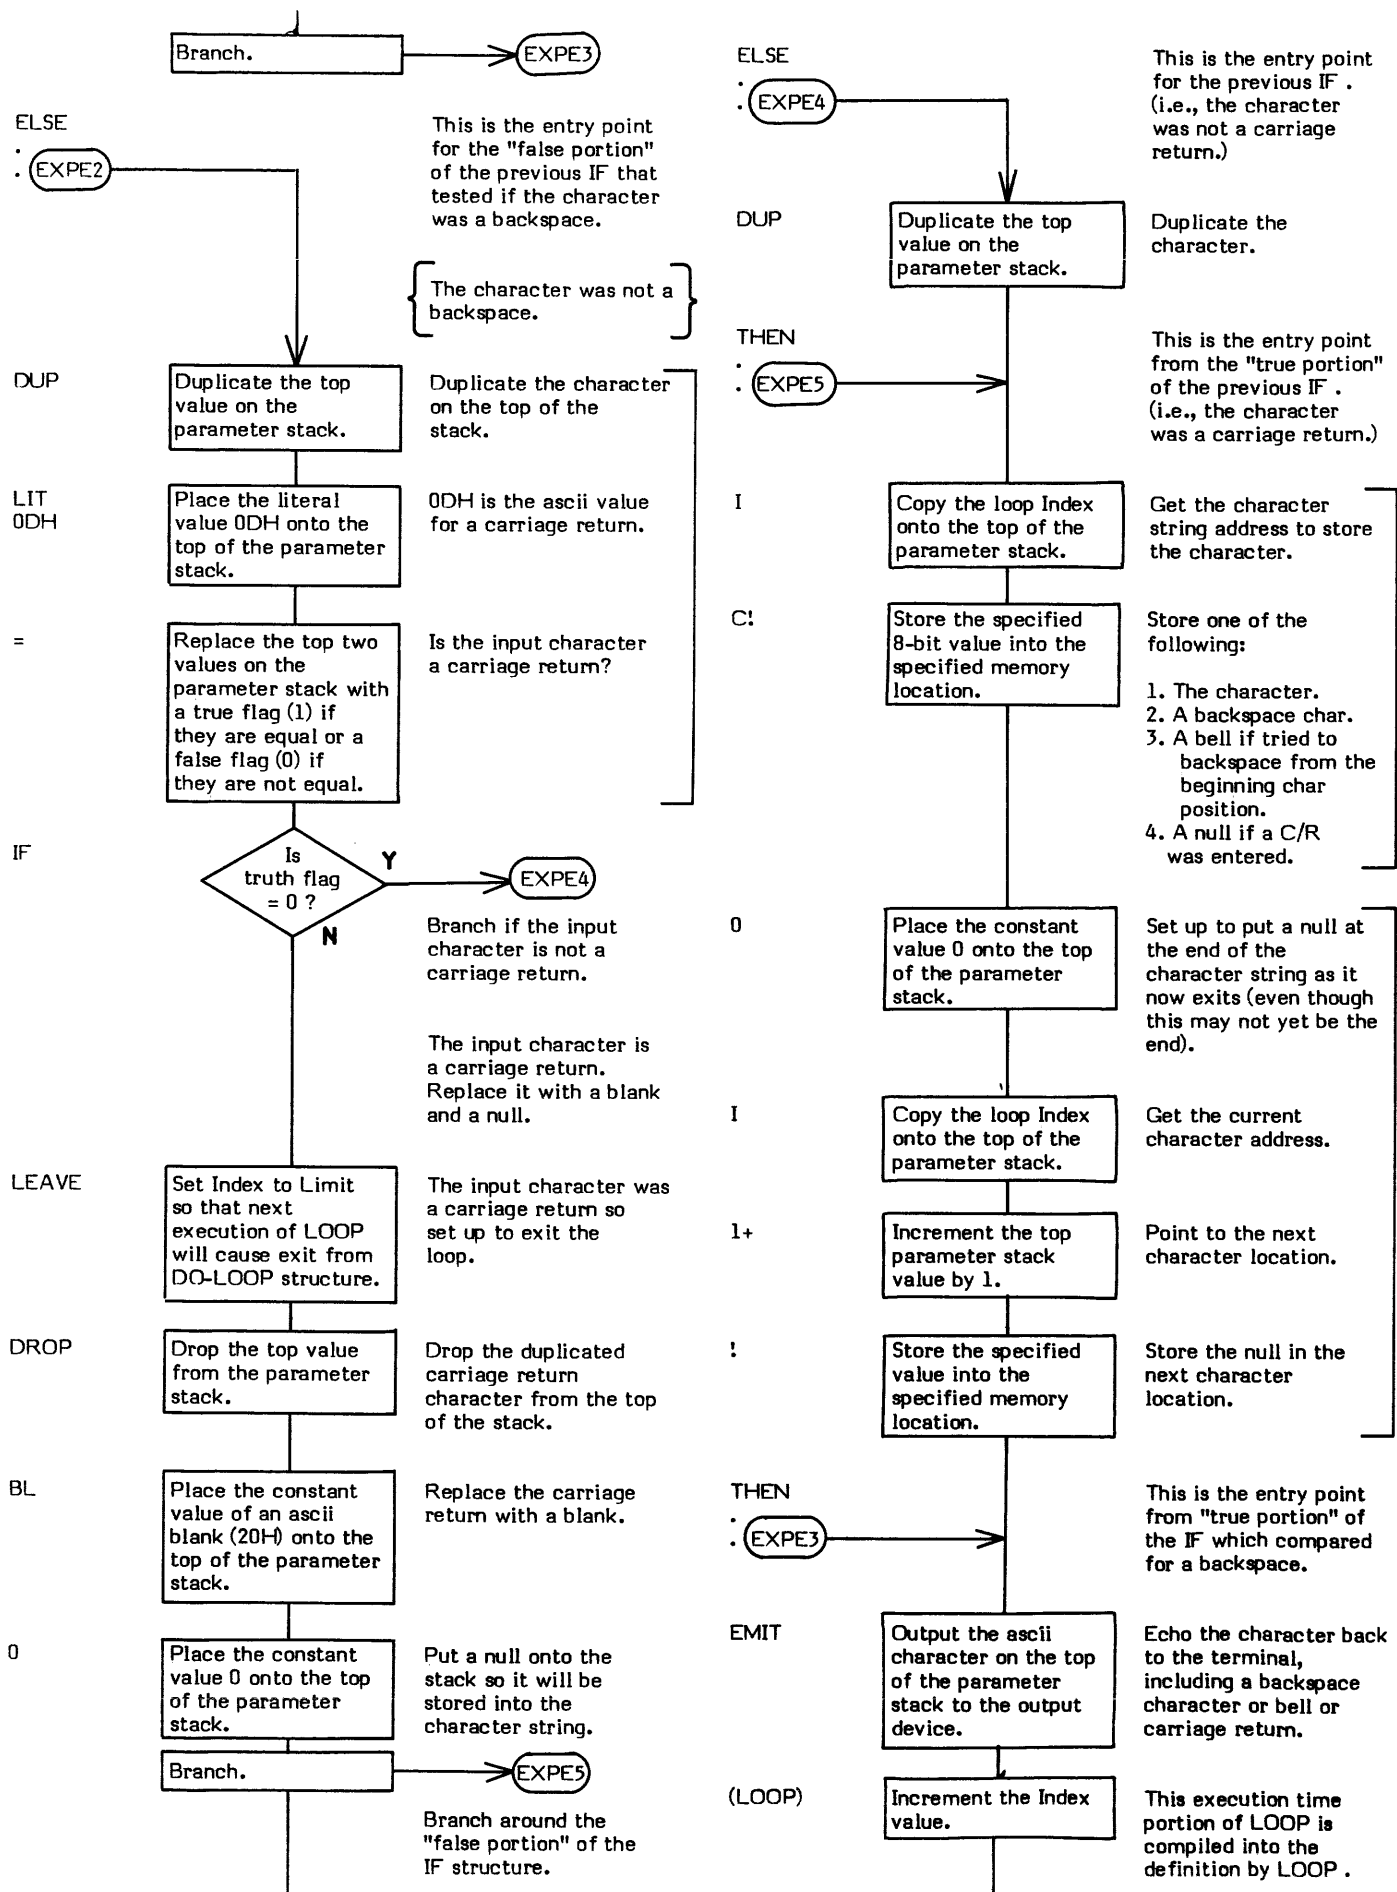 Branch.
EXPE3
ELSE
:
EXPE2
This is the entry point
for the "false portion"
of the previous IF that
tested if the character
was a backspace.
The character was not a
backspace.
DUP
Duplicate the top
value on the
parameter stack.
Duplicate the character
on the top of the
stack.
LIT
0DH
Place the literal
value 0DH onto the
top of the parameter
stack.
0DH is the ascii value
for a carriage return.
=
Replace the top two
values on the
parameter stack with
a true flag (1) if
they are equal or a
false flag (0) if
they are not equal.
Is the input character
a carriage return?
IF
Is
truth flag
= 0 ?
Y
N
EXPE4
Branch if the input
character is not a
carriage return.
The input character is
a carriage return.
Replace it with a blank
and a null.
LEAVE
Set Index to Limit
so that next
execution of LOOP
will cause exit from
DO-LOOP structure.
The input character was
a carriage return so
set up to exit the
loop.
DROP
Drop the top value
from the parameter
stack.
Drop the duplicated
carriage return
character from the top
of the stack.
BL
Place the constant
value of an ascii
blank (20H) onto the
top of the parameter
stack.
Replace the carriage
return with a blank.
0
Place the constant
value 0 onto the top
of the parameter
stack.
Put a null onto the
stack so it will be
stored into the
character string.
Branch.
EXPE5
Branch around the
"false portion" of the
IF structure.
ELSE
:
EXPE4
This is the entry point
for the previous IF .
(i.e., the character
was not a carriage
return.)
DUP
Duplicate the top
value on the
parameter stack.
Duplicate the
character.
THEN
:
EXPE5
This is the entry point
from the "true portion"
of the previous IF .
(i.e., the character
was a carriage return.)
I
Copy the loop Index
onto the top of the
parameter stack.
Get the character
string address to store
the character.
C!
Store the specified
8-bit value into the
specified memory
location.
Store one of the
following:
1. The character.
2. A backspace char.
3. A bell if tried to
backspace from the
beginning char
position.
4. A null if a C/R
was entered.
0
Place the constant
value 0 onto the top
of the parameter
stack.
Set up to put a null at
the end of the
character string as it
now exits (even though
this may not yet be the
end).
I
Copy the loop Index
onto the top of the
parameter stack.
Get the current
character address.
1+
Increment the top
parameter stack
value by 1.
Point to the next
character location.
!
Store the specified
value into the
specified memory
location.
Store the null in the
next character
location.
THEN
:
EXPE3
This is the entry point
from "true portion" of
the IF which compared
for a backspace.
EMIT
Output the ascii
character on the top
of the parameter
stack to the output
device.
Echo the character back
to the terminal,
including a backspace
character or bell or
carriage return.
(LOOP)
Increment the Index
value.
This execution time
portion of LOOP is
compiled into the
definition by LOOP .